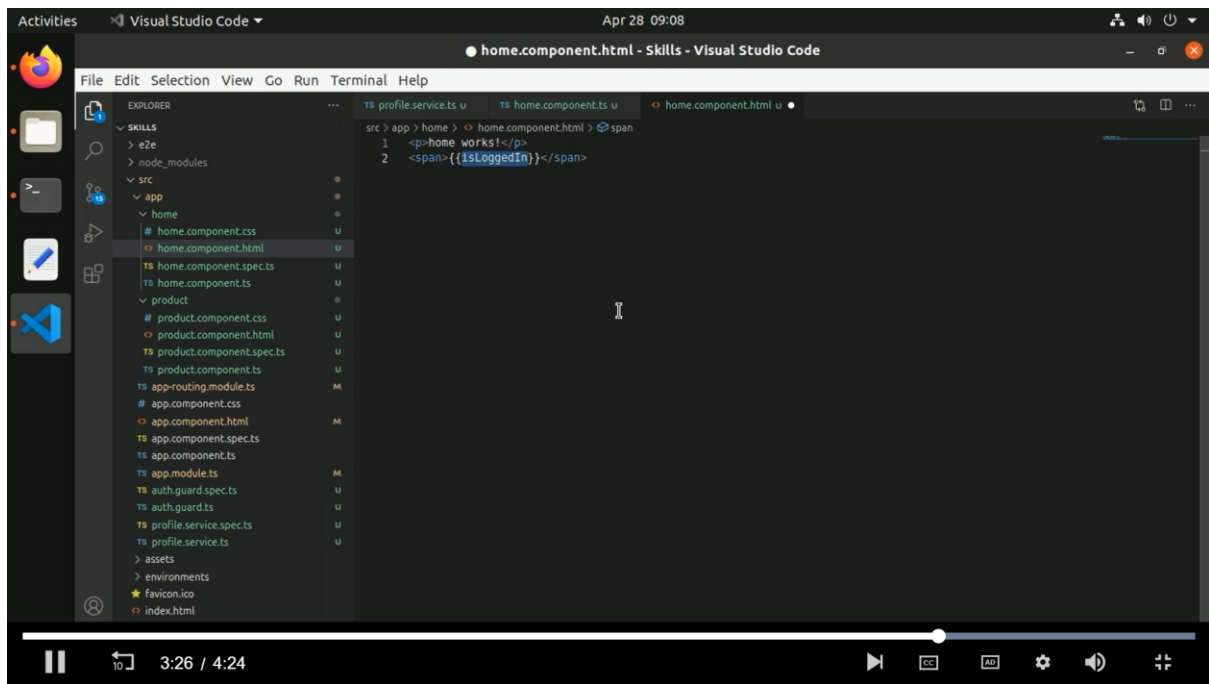 Activities
Visual Studio Code
Apr 28 09:08
home.component.html - Skills - Visual Studio Code
File Edit Selection View Go Run Terminal Help
EXPLORER
TS profile.service.ts U
TS home.component.ts U
<> home.component.html U
SKILLS
src > app > home > <> home.component.html > span
> e2e
1 <p>home works!</p>
> node_modules
2 <span>{{isLoggedIn}}</span>
src
app
home
# home.component.css U
<> home.component.html U
TS home.component.spec.ts U
TS home.component.ts U
product
# product.component.css U
<> product.component.html U
TS product.component.spec.ts U
TS product.component.ts U
TS app-routing.module.ts M
# app.component.css
<> app.component.html M
TS app.component.spec.ts
TS app.component.ts
TS app.module.ts M
TS auth.guard.spec.ts U
TS auth.guard.ts U
TS profile.service.spec.ts U
TS profile.service.ts U
> assets
> environments
favicon.ico
<> index.html
1
15
10
3:26 / 4:24
CC
AD